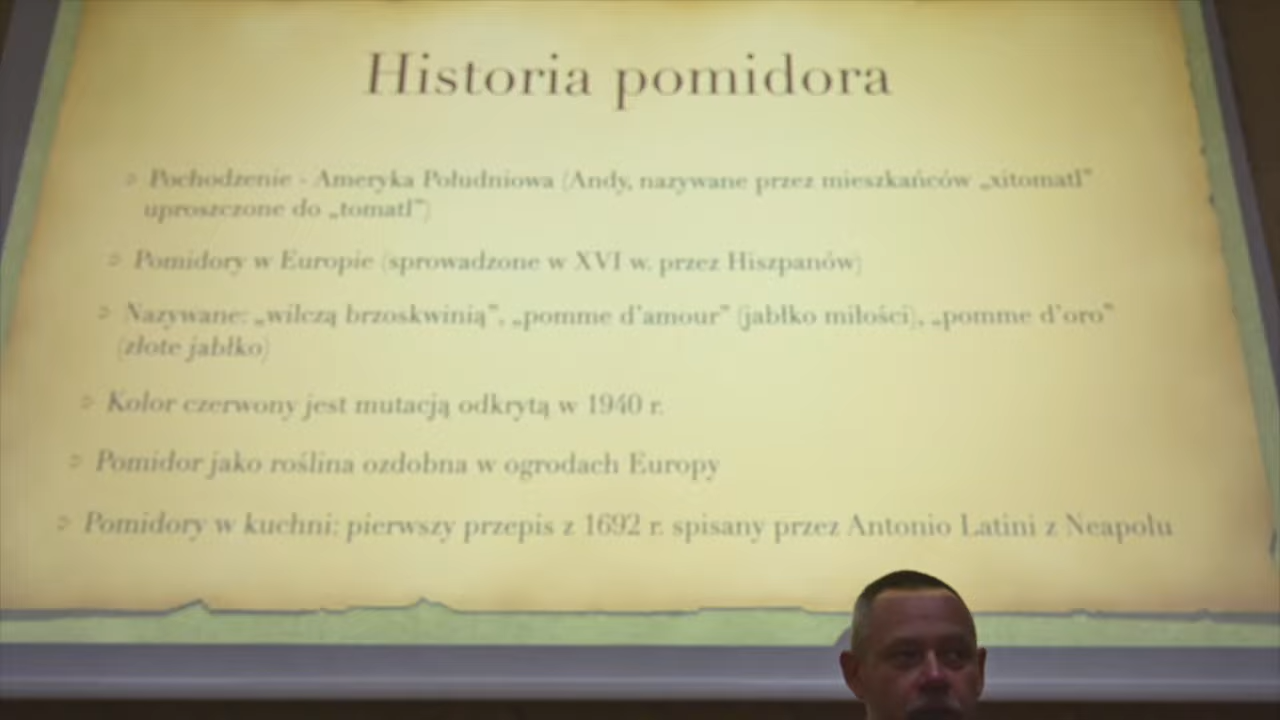 Historia pomidora
Pochodzenie - Ameryka Południowa (Andy, nazywane przez mieszkańców „xitomatl”
uproszczone do „tomatl”)
Pomidory w Europie (sprowadzone w XVI w. przez Hiszpanów)
Nazywane: „wilczą brzoskwinią”, „pomme d’amour” (jabłko miłości), „pomme d’oro”
(złote jabłko)
Kolor czerwony jest mutacją odkrytą w 1940 r.
Pomidor jako roślina ozdobna w ogrodach Europy
Pomidory w kuchni: pierwszy przepis z 1692 r. spisany przez Antonio Latini z Neapolu